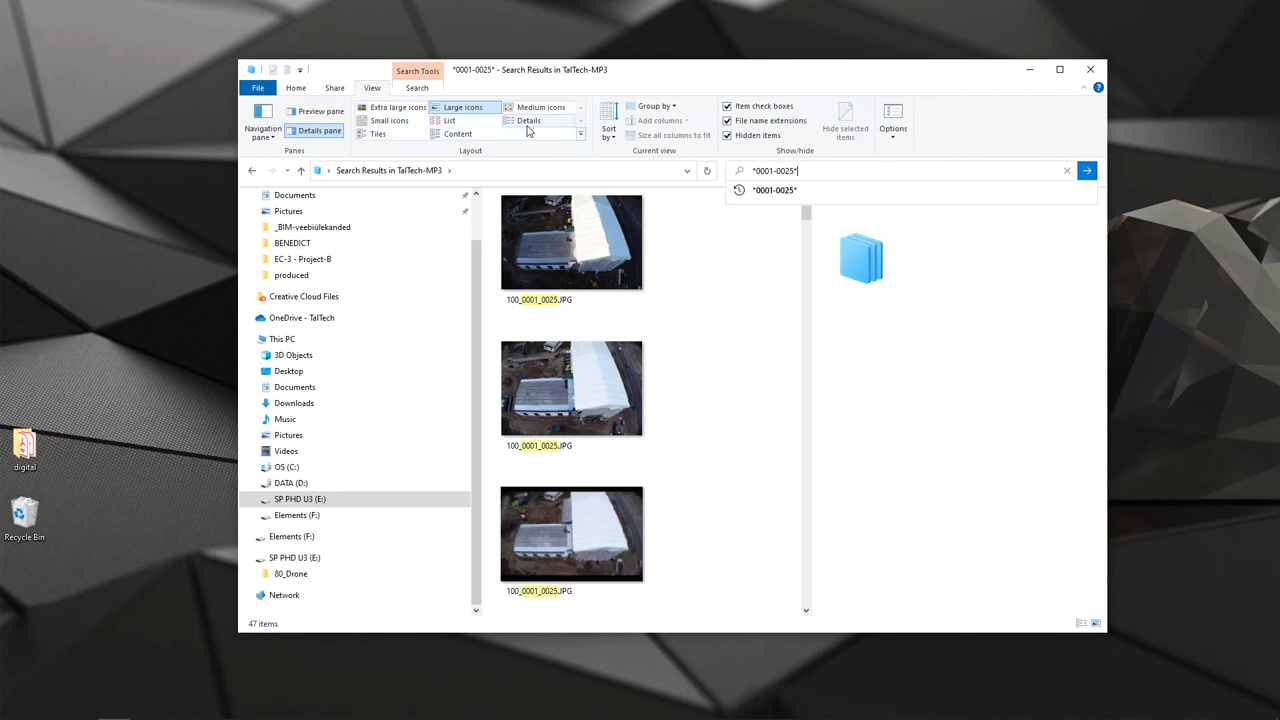 Search Tools
*0001-0025* - Search Results in TalTech-MP3
File
Home
Share
View
Search
Navigation pane
Preview pane
Details pane
Panes
Extra large icons
Large icons
Medium icons
Small icons
List
Details
Tiles
Content
Layout
Sort by
Group by
Add columns
Size all columns to fit
Current view
Item check boxes
File name extensions
Hidden items
Hide selected items
Show/hide
Options
Search Results in TalTech-MP3
*0001-0025*
*0001-0025*
Documents
Pictures
_BIM-veebiülekanded
BENEDICT
EC-3 - Project-B
produced
Creative Cloud Files
OneDrive - TalTech
This PC
3D Objects
Desktop
Documents
Downloads
Music
Pictures
Videos
OS (C:)
DATA (D:)
SP PHD U3 (E:)
Elements (F:)
Elements (F:)
SP PHD U3 (E:)
80_Drone
Network
100_0001_0025.JPG
100_0001_0025.JPG
100_0001_0025.JPG
47 items
digital
Recycle Bin